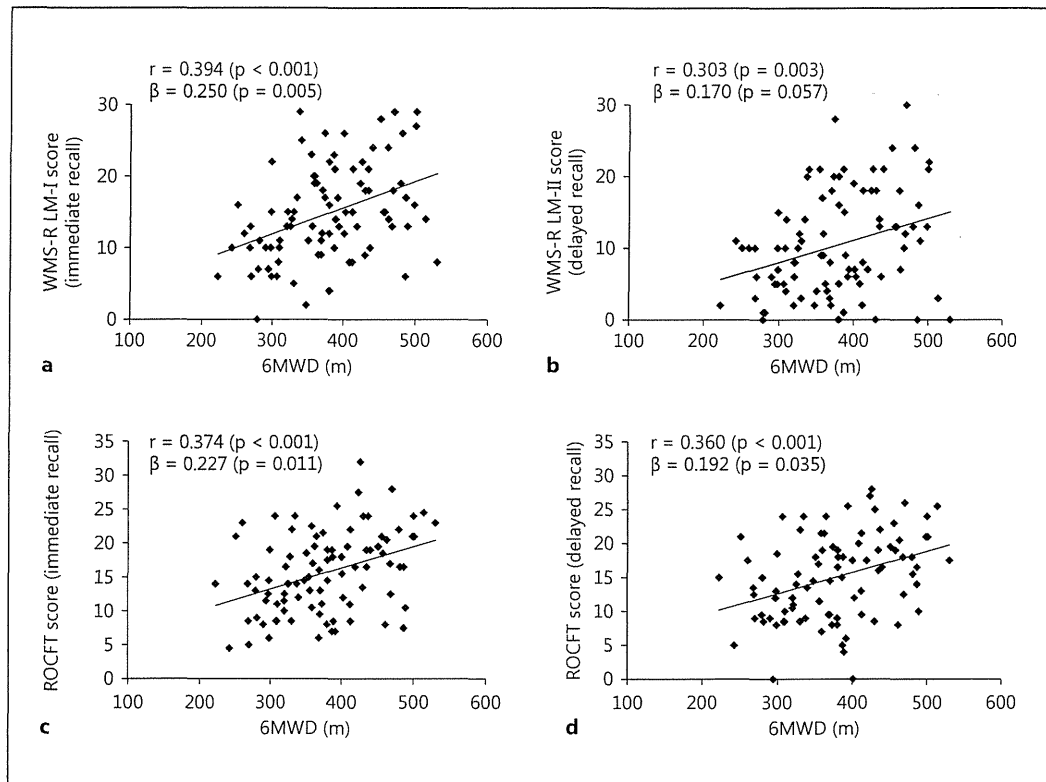 r = 0.394 (p < 0.001)
β = 0.250 (p = 0.005)
30
20
10
0
100 200 300 400 500 600
WMS-R LM-I score
(immediate recall)
6MWD (m)
a
r = 0.303 (p = 0.003)
β = 0.170 (p = 0.057)
30
20
10
0
100 200 300 400 500 600
WMS-R LM-II score
(delayed recall)
6MWD (m)
b
r = 0.374 (p < 0.001)
β = 0.227 (p = 0.011)
35
30
25
20
15
10
5
0
100 200 300 400 500 600
ROCFT score (immediate recall)
6MWD (m)
c
r = 0.360 (p < 0.001)
β = 0.192 (p = 0.035)
35
30
25
20
15
10
5
0
100 200 300 400 500 600
ROCFT score (delayed recall)
6MWD (m)
d